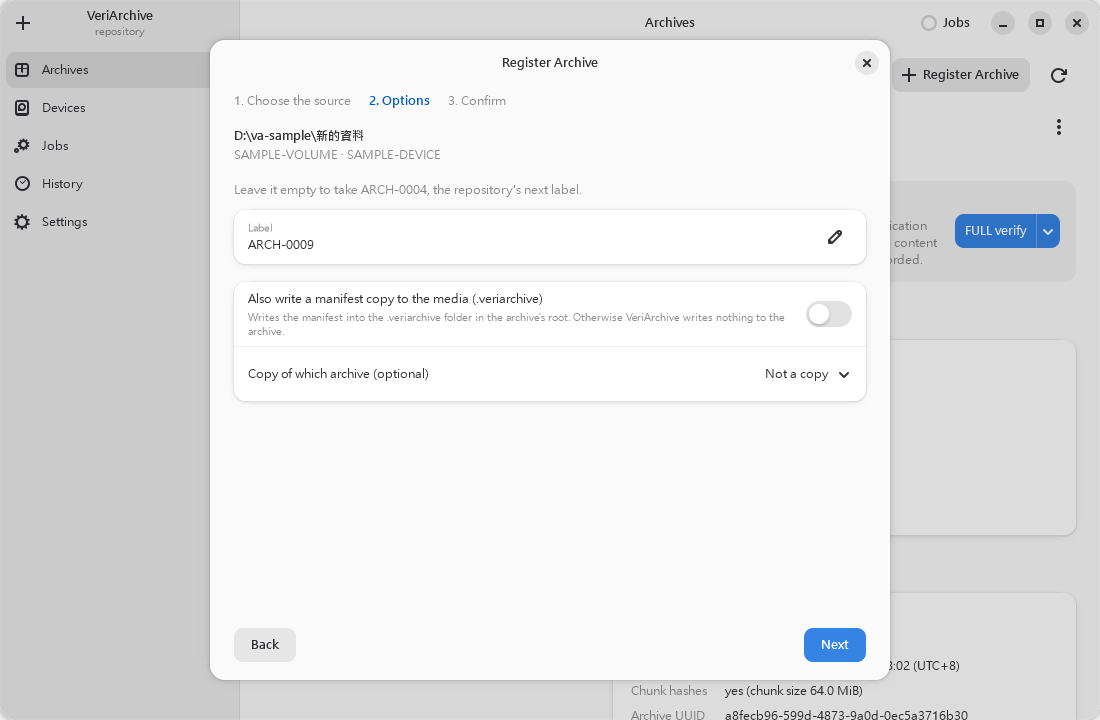 VeriArchive
repository
Archives
Jobs
Archives
Devices
Jobs
History
Settings
Register Archive
Register Archive
1. Choose the source
2. Options
3. Confirm
D:\va-sample\新的資料
SAMPLE-VOLUME · SAMPLE-DEVICE
Leave it empty to take ARCH-0004, the repository's next label.
Label
ARCH-0009
Also write a manifest copy to the media (.veriarchive)
Writes the manifest into the .veriarchive folder in the archive's root. Otherwise VeriArchive writes nothing to the
archive.
Copy of which archive (optional)
Not a copy
Back
Next
content
FULL verify
:02 (UTC+8)
Chunk hashes
yes (chunk size 64.0 MiB)
Archive UUID
a8fecb96-599d-4873-9a0d-0ec5a3716b30